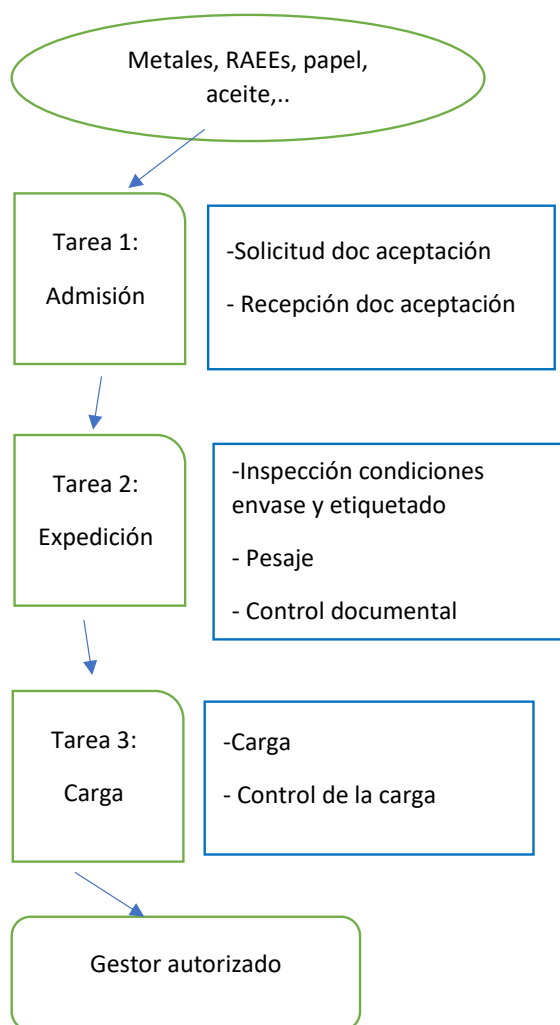 Metales, RAEEs, papel,
aceite,..
Tarea 1:
Admisión
-Solicitud doc aceptación
- Recepción doc aceptación
Tarea 2:
Expedición
-Inspección condiciones
envase y etiquetado
- Pesaje
- Control documental
Tarea 3:
Carga
-Carga
- Control de la carga
Gestor autorizado